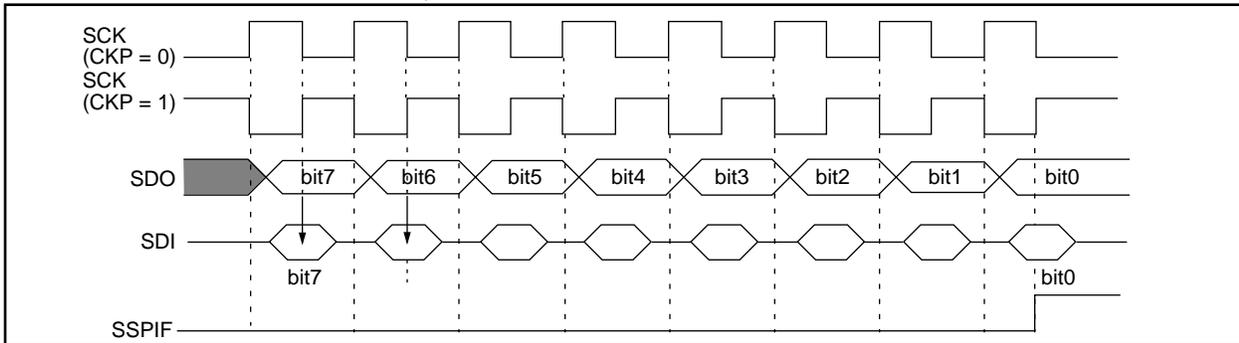 SCK
(CKP = 0)
SCK
(CKP = 1)
SDO bit7 bit6 bit5 bit4 bit3 bit2 bit1 bit0
SDI
bit7 bit0
SSPIF